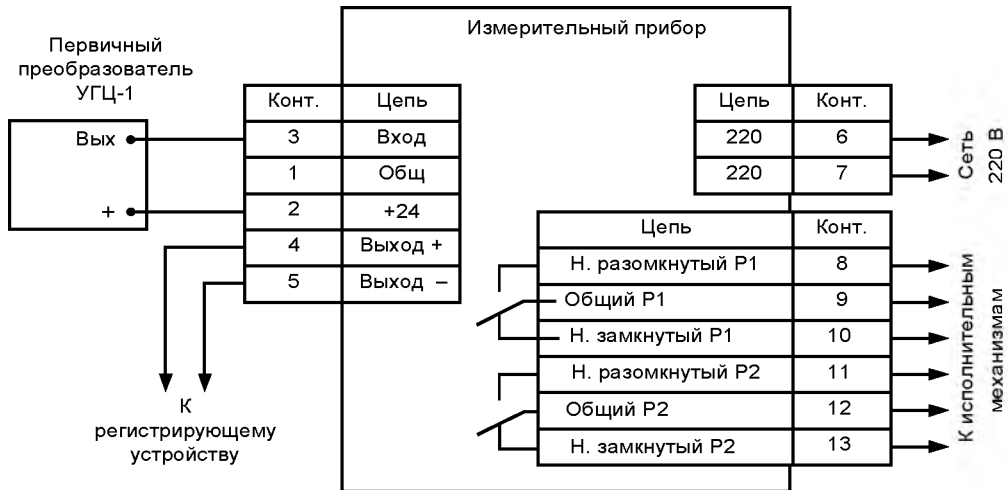 Измерительный прибор
Первичный
преобразователь
УГЦ-1
Вых
+
Конт. Цепь
3 Вход
1 Общ
2 +24
4 Выход +
5 Выход –
К
регистрирующему
устройству
Цепь Конт.
220 6
220 7
Сеть
220 В
Цепь Конт.
Н. разомкнутый Р1 8
Общий Р1 9
Н. замкнутый Р1 10
Н. разомкнутый Р2 11
Общий Р2 12
Н. замкнутый Р2 13
К исполнительным
механизмам